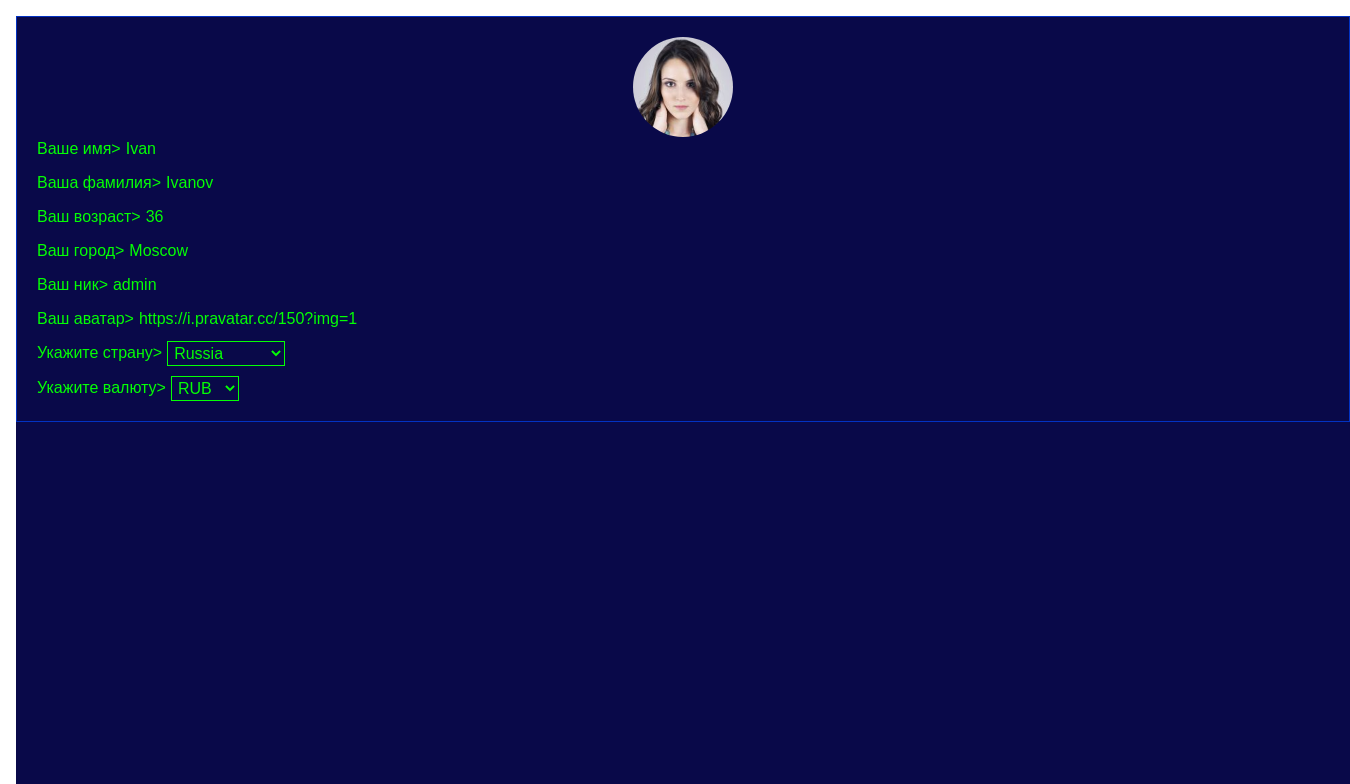 Ваше имя> Ivan
Ваша фамилия> Ivanov
Ваш возраст> 36
Ваш город> Moscow
Ваш ник> admin
Ваш аватар> https://i.pravatar.cc/150?img=1
Укажите страну> Russia
Укажите валюту> RUB